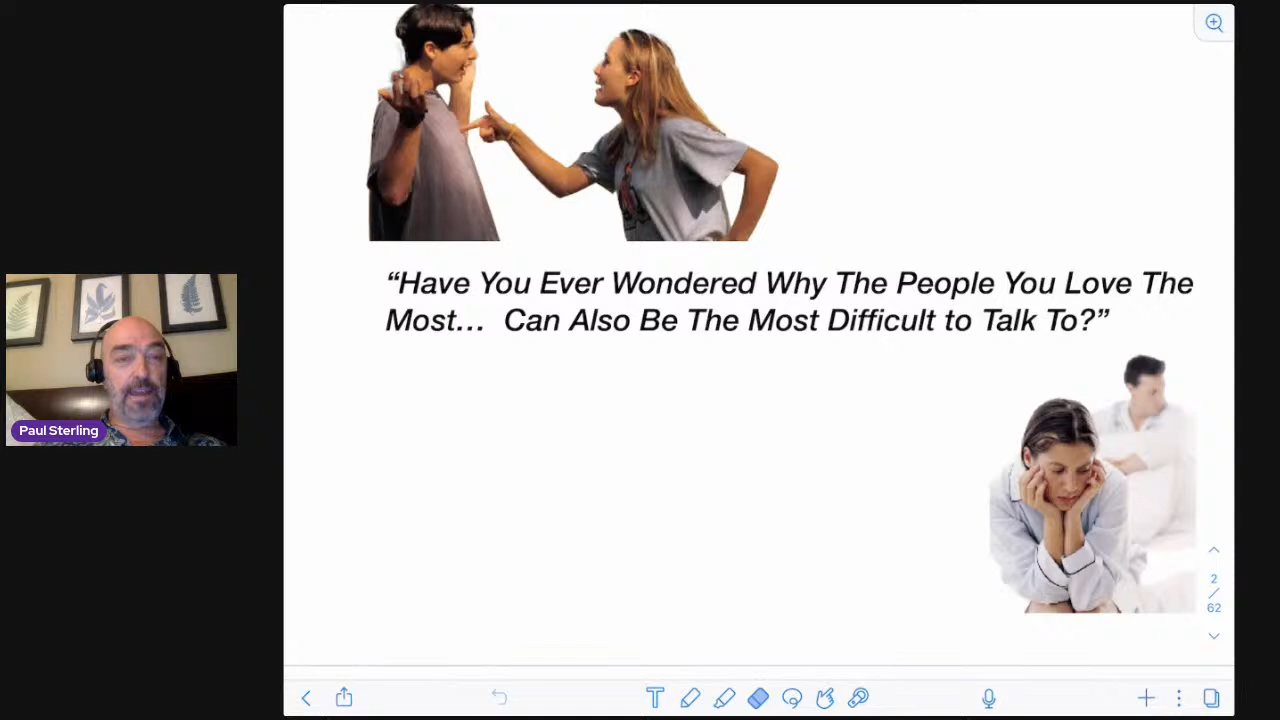 “Have You Ever Wondered Why The People You Love The
Most… Can Also Be The Most Difficult to Talk To?”
Paul Sterling
2
/
62